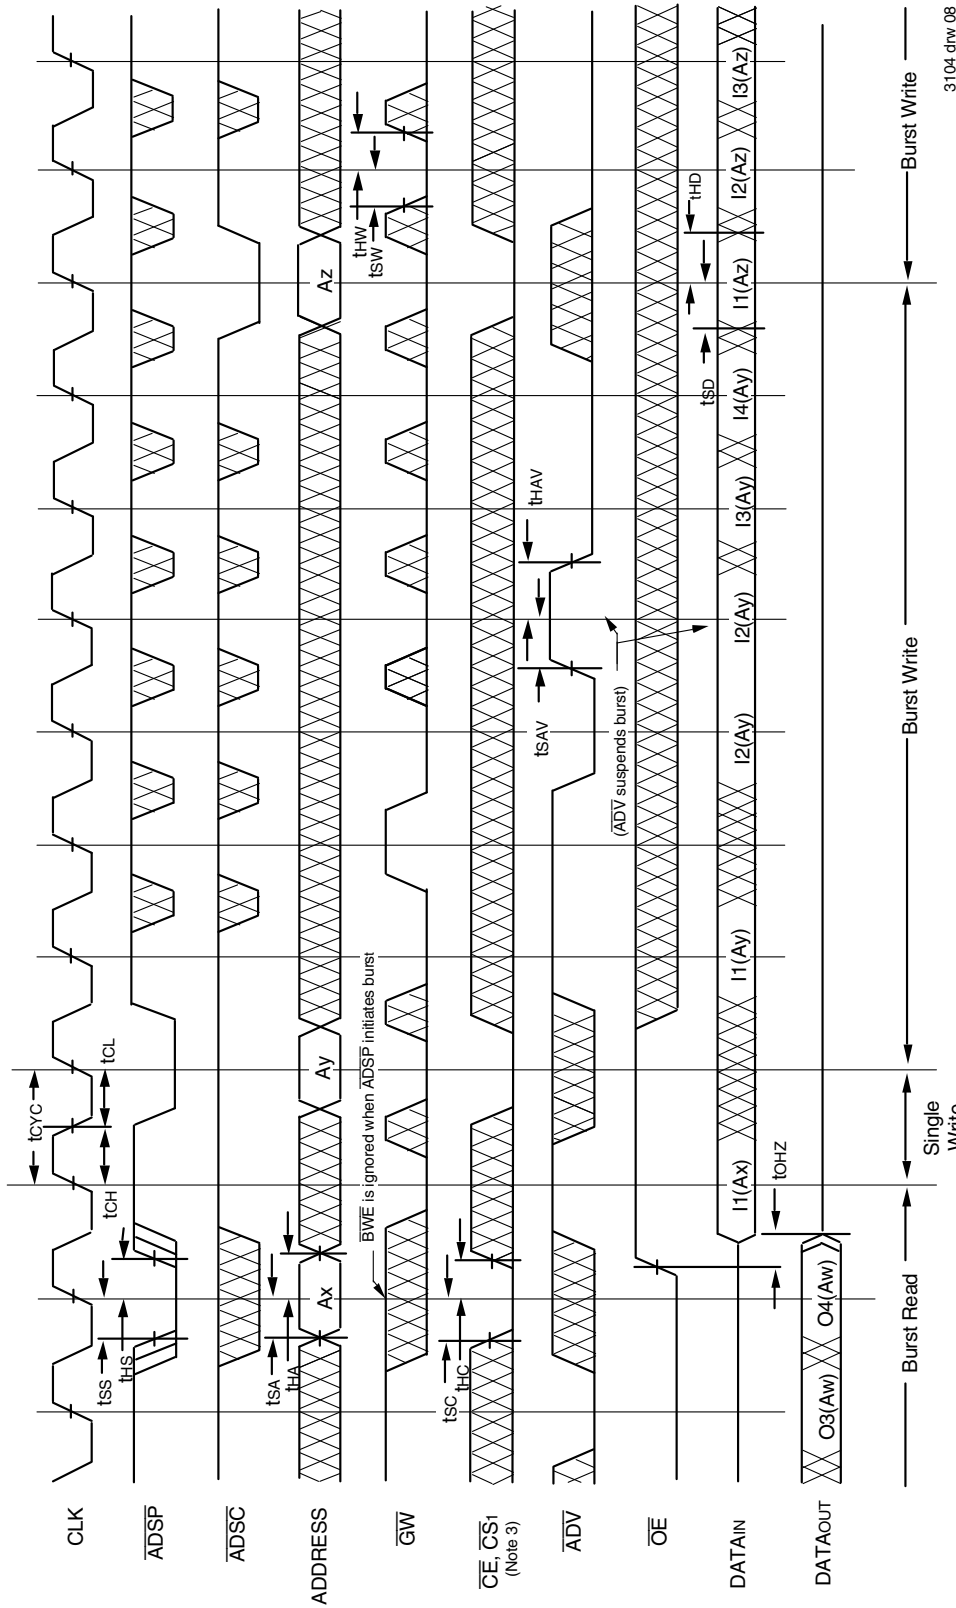 CLK
tCYC
tCH
tCL
ADSP
tSS
tHS
ADSC
ADDRESS
Ax
Ay
Az
tSA
tHA
GW
BWE is ignored when ADSP initiates burst
tHW
tSW
CE, CS1
(Note 3)
tSC
tHC
ADV
tSAV
tHAV
(ADV suspends burst)
OE
tOHZ
tSD
tHD
DATAIN
I1(Ax)
I1(Ay)
I2(Ay)
I2(Ay)
I3(Ay)
I4(Ay)
I1(Az)
I2(Az)
I3(Az)
DATAOUT
O3(Aw)
O4(Aw)
Burst Read
Single
Write
Burst Write
Burst Write
3104 drw 08